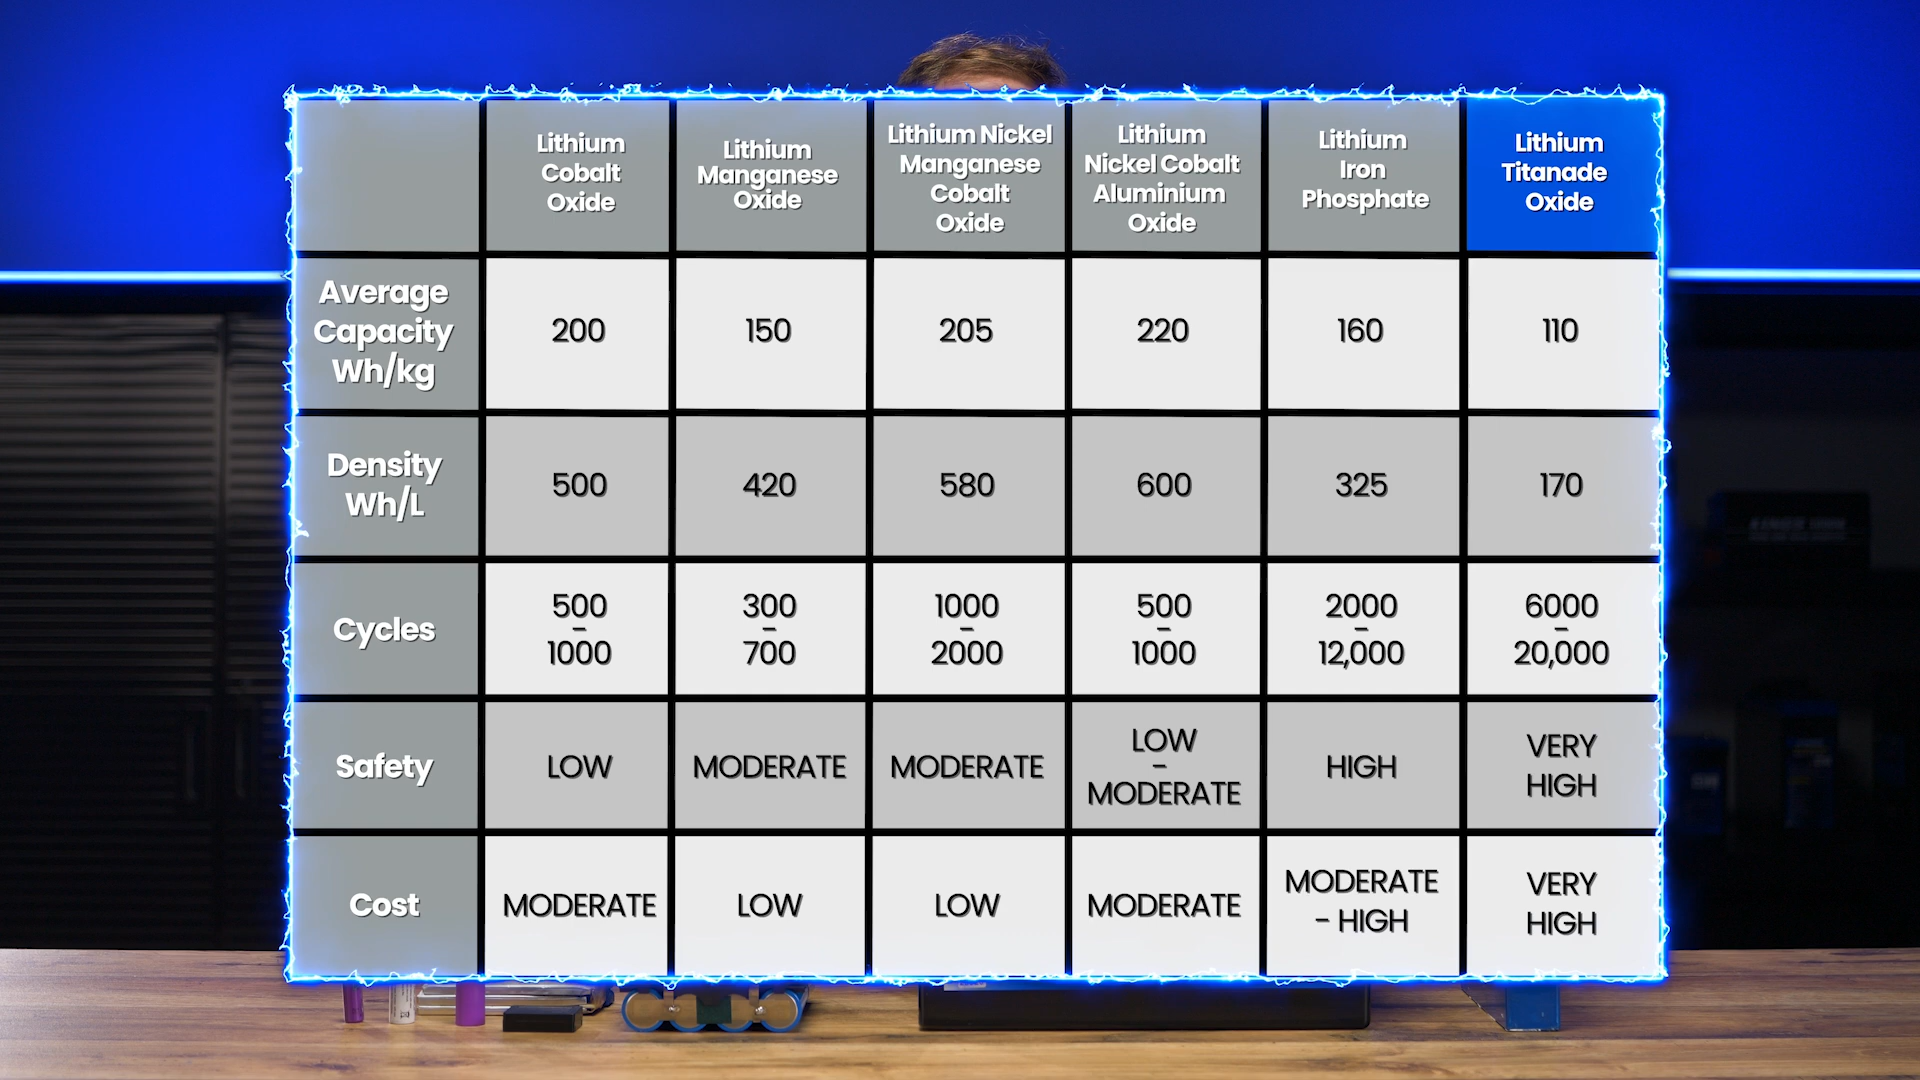 Lithium
Cobalt
Oxide
Lithium
Manganese
Oxide
Lithium Nickel
Manganese
Cobalt
Oxide
Lithium
Nickel Cobalt
Aluminium
Oxide
Lithium
Iron
Phosphate
Lithium
Titanade
Oxide
Average
Capacity
Wh/kg
200
150
205
220
160
110
Density
Wh/L
500
420
580
600
325
170
Cycles
500
–
1000
300
–
700
1000
–
2000
500
–
1000
2000
–
12,000
6000
–
20,000
Safety
LOW
MODERATE
MODERATE
LOW
–
MODERATE
HIGH
VERY
HIGH
Cost
MODERATE
LOW
LOW
MODERATE
MODERATE
- HIGH
VERY
HIGH